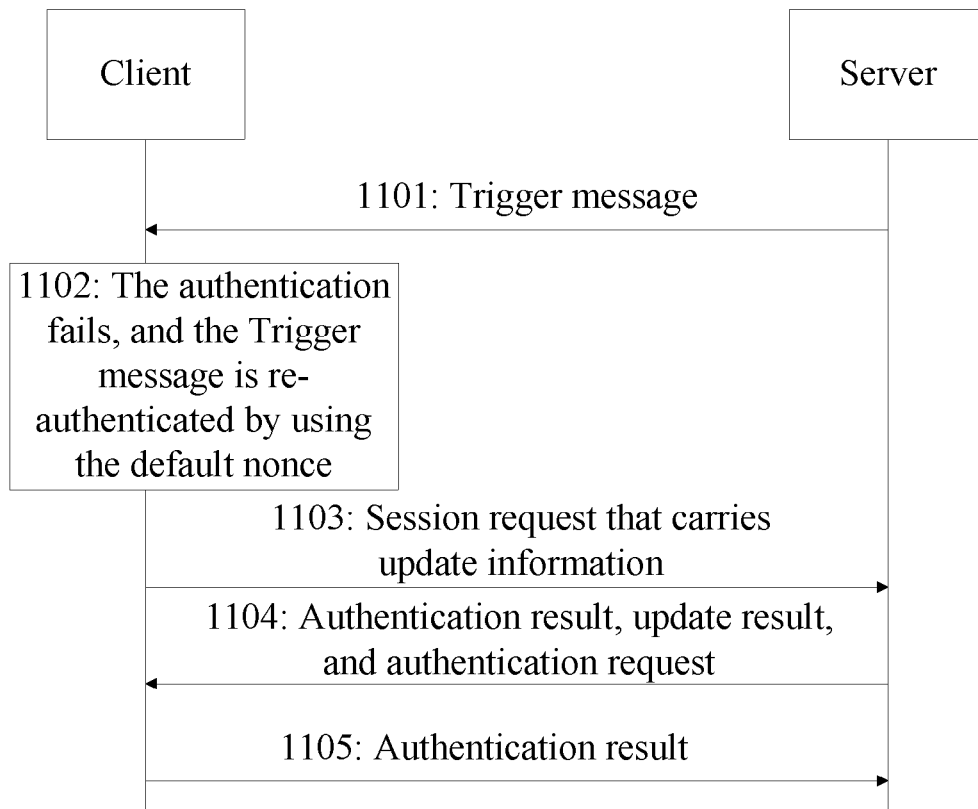 Client
Server
1101: Trigger message
1102: The authentication
fails, and the Trigger
message is re-
authenticated by using
the default nonce
1103: Session request that carries
update information
1104: Authentication result, update result,
and authentication request
1105: Authentication result